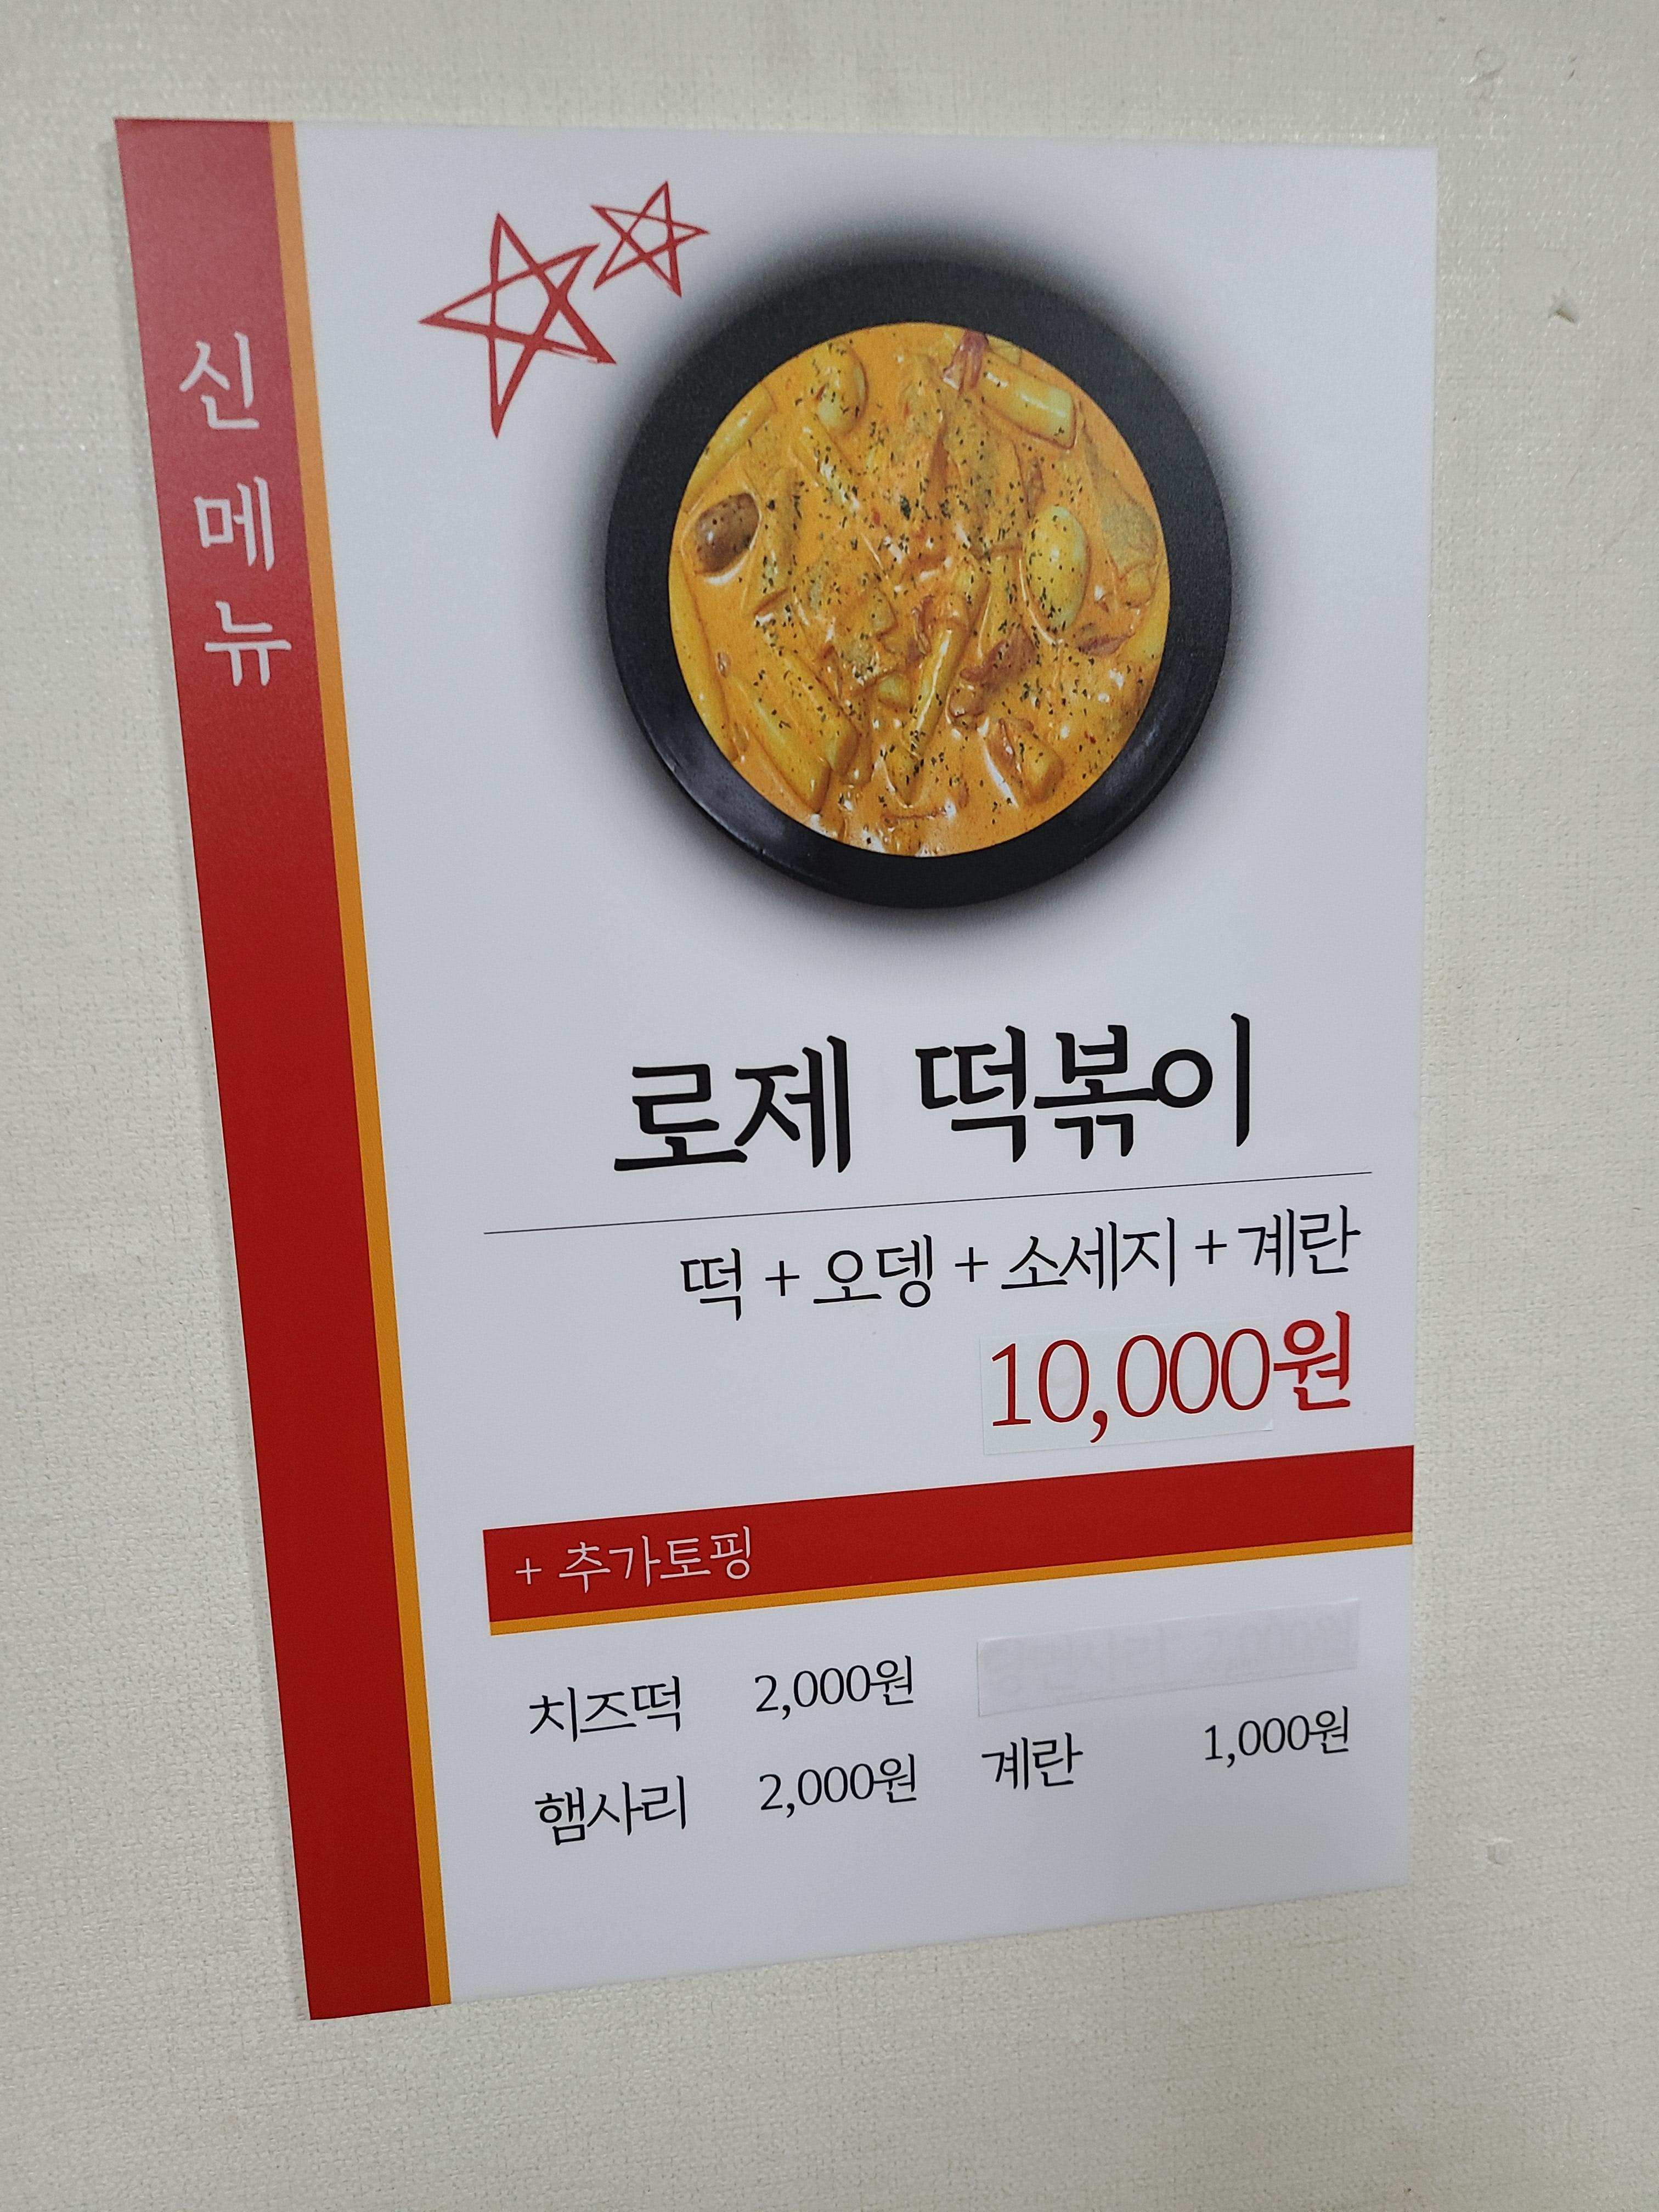 신메뉴
로제 떡볶이
떡 + 오뎅 + 소세지 + 계란
10,000원
+ 추가토핑
치즈떡 2,000원
햄사리 2,000원 계란 1,000원